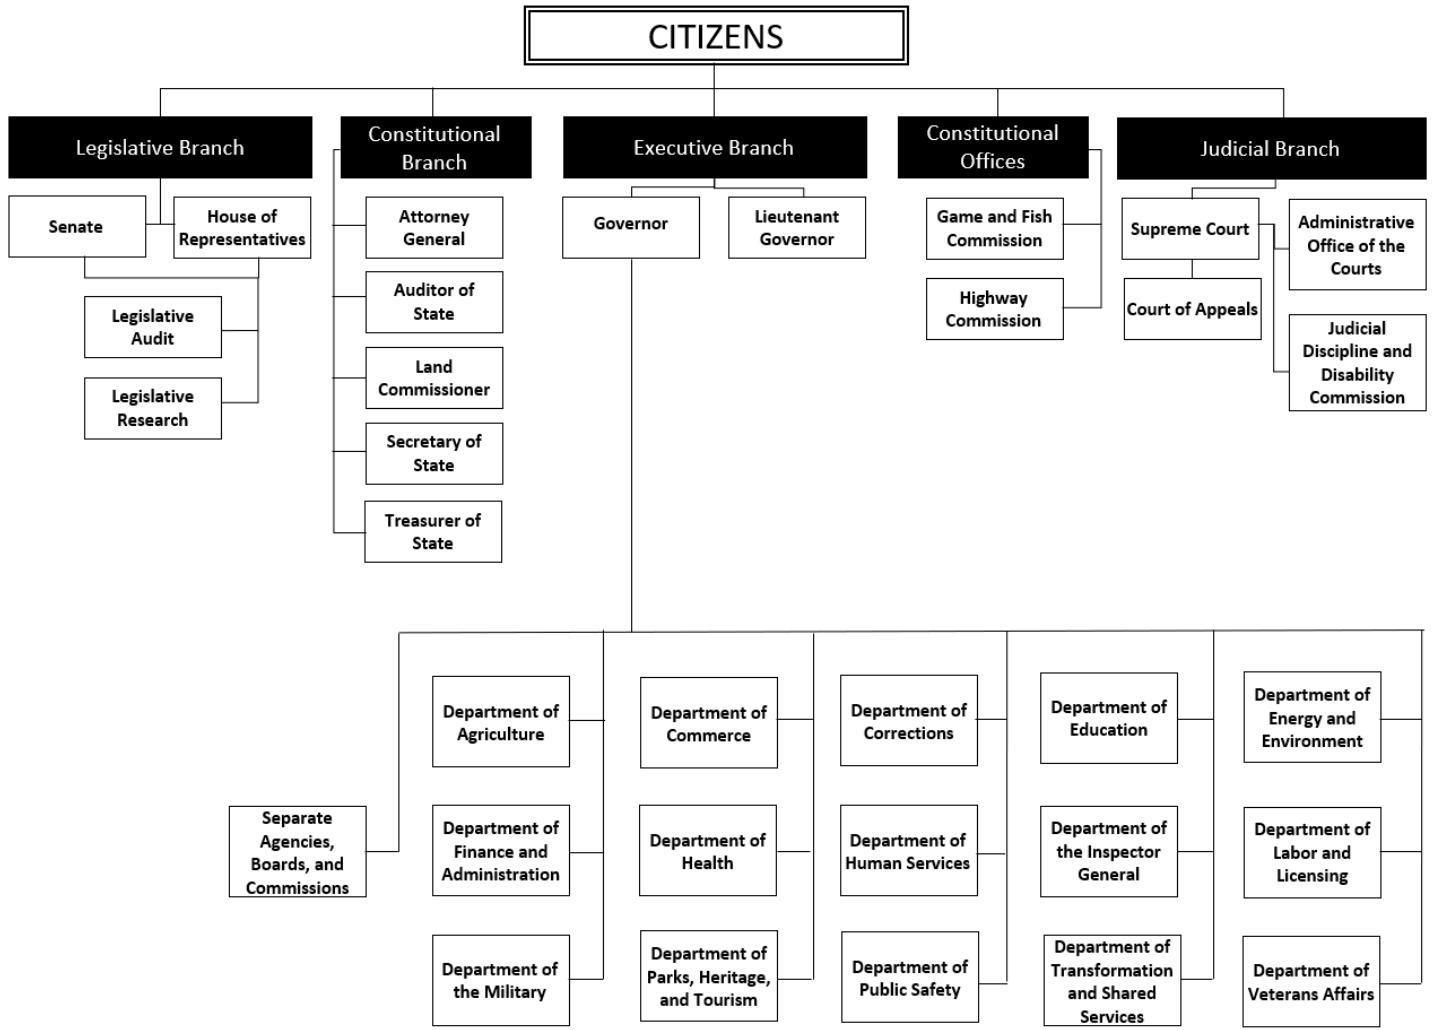 CITIZENS
Legislative Branch
Constitutional
Branch
Executive Branch
Constitutional
Offices
Judicial Branch
Senate
House of
Representatives
Legislative
Audit
Legislative
Research
Attorney
General
Auditor of
State
Land
Commissioner
Secretary of
State
Treasurer of
State
Governor
Lieutenant
Governor
Game and Fish
Commission
Highway
Commission
Supreme Court
Court of Appeals
Administrative
Office of the
Courts
Judicial
Discipline and
Disability
Commission
Separate
Agencies,
Boards, and
Commissions
Department of
Agriculture
Department of
Commerce
Department of
Corrections
Department of
Education
Department of
Energy and
Environment
Department of
Finance and
Administration
Department of
Health
Department of
Human Services
Department of
the Inspector
General
Department of
Labor and
Licensing
Department of
the Military
Department of
Parks, Heritage,
and Tourism
Department of
Public Safety
Department of
Transformation
and Shared
Services
Department of
Veterans Affairs